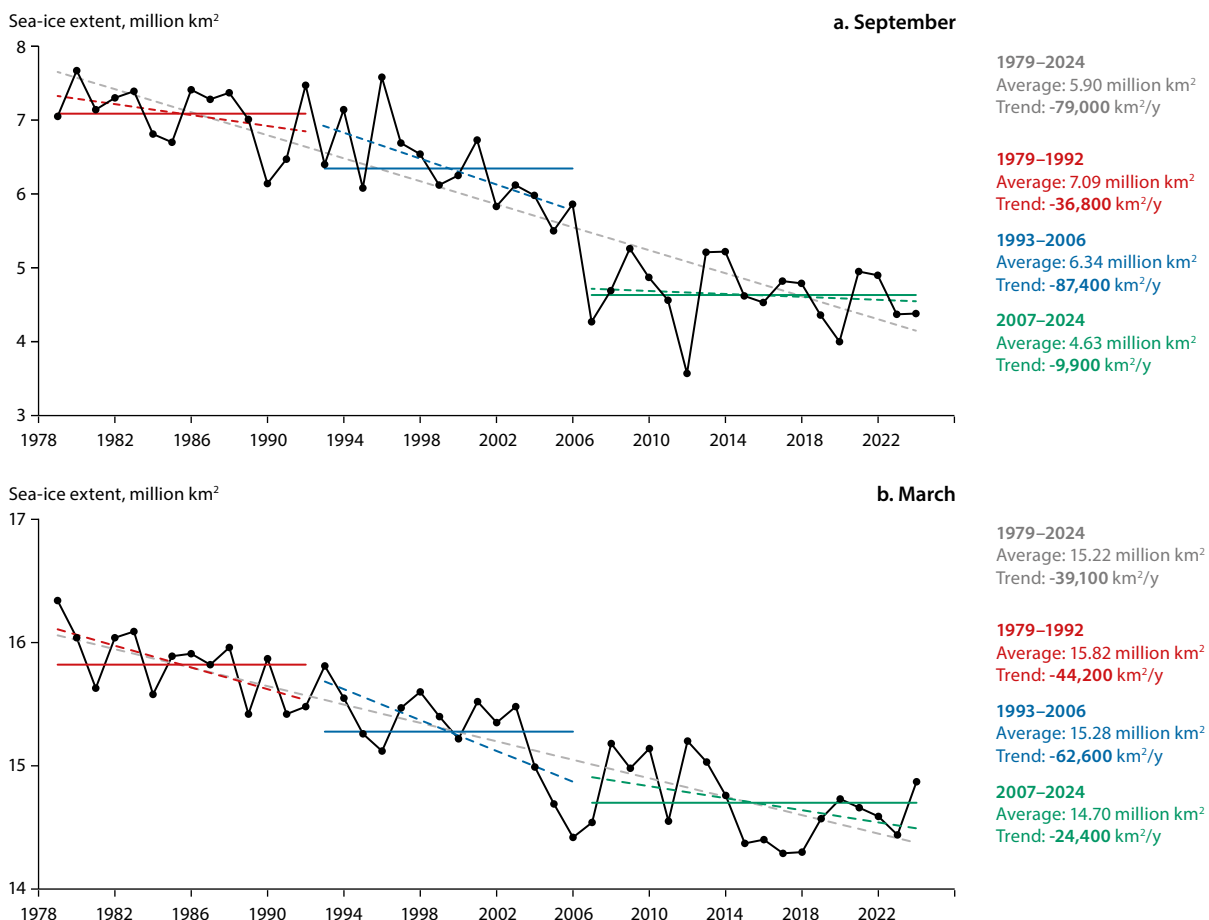 Sea-ice extent, million km²
a. September
8
7
6
5
4
3
1978 1982 1986 1990 1994 1998 2002 2006 2010 2014 2018 2022
1979–2024
Average: 5.90 million km²
Trend: -79,000 km²/y
1979–1992
Average: 7.09 million km²
Trend: -36,800 km²/y
1993–2006
Average: 6.34 million km²
Trend: -87,400 km²/y
2007–2024
Average: 4.63 million km²
Trend: -9,900 km²/y
Sea-ice extent, million km²
b. March
17
16
15
14
1978 1982 1986 1990 1994 1998 2002 2006 2010 2014 2018 2022
1979–2024
Average: 15.22 million km²
Trend: -39,100 km²/y
1979–1992
Average: 15.82 million km²
Trend: -44,200 km²/y
1993–2006
Average: 15.28 million km²
Trend: -62,600 km²/y
2007–2024
Average: 14.70 million km²
Trend: -24,400 km²/y